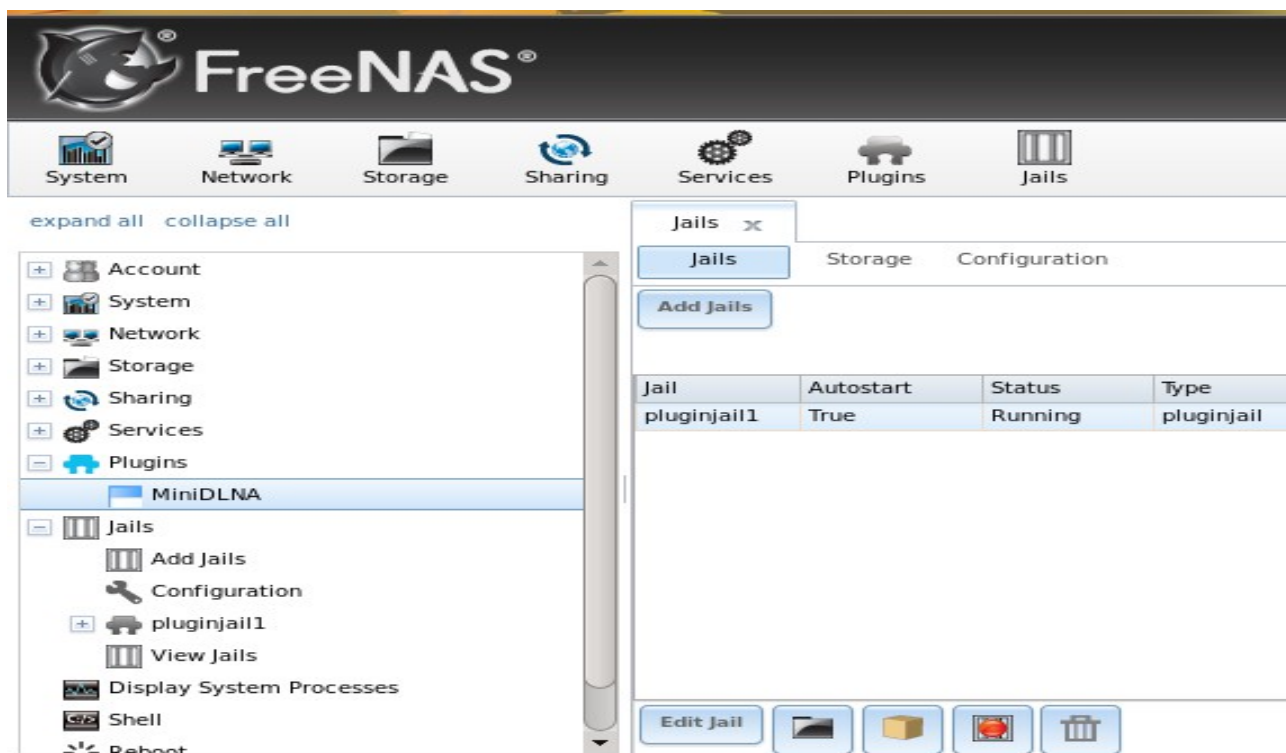 FreeNAS®
System Network Storage Sharing Services Plugins Jails
expand all collapse all
Account
System
Network
Storage
Sharing
Services
Plugins
MiniDLNA
Jails
Add Jails
Configuration
pluginjail1
View Jails
Display System Processes
Shell
Reboot
Jails x
Jails Storage Configuration
Add Jails
Jail Autostart Status Type
pluginjail1 True Running pluginjail
Edit Jail